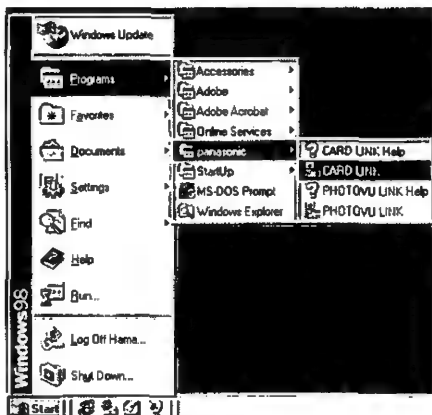 Windows Update
Programs
Favorites
Documents
Settings
Find
Help
Run...
Log Off Hama...
Shut Down...
Windows98
Start
Accessories
Adobe
Adobe Acrobat
Online Services
panasonic
StartUp
MS-DOS Prompt
Windows Explorer
CARD LINK Help
CARD LINK
PHOTOVU LINK Help
PHOTOVU LINK